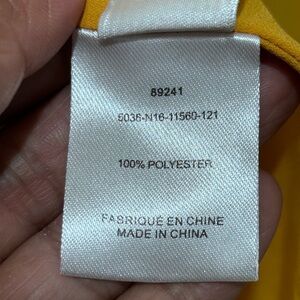 89241
5036-N16-11560-121
100% POLYESTER
FABRIQUÉ EN CHINE
MADE IN CHINA